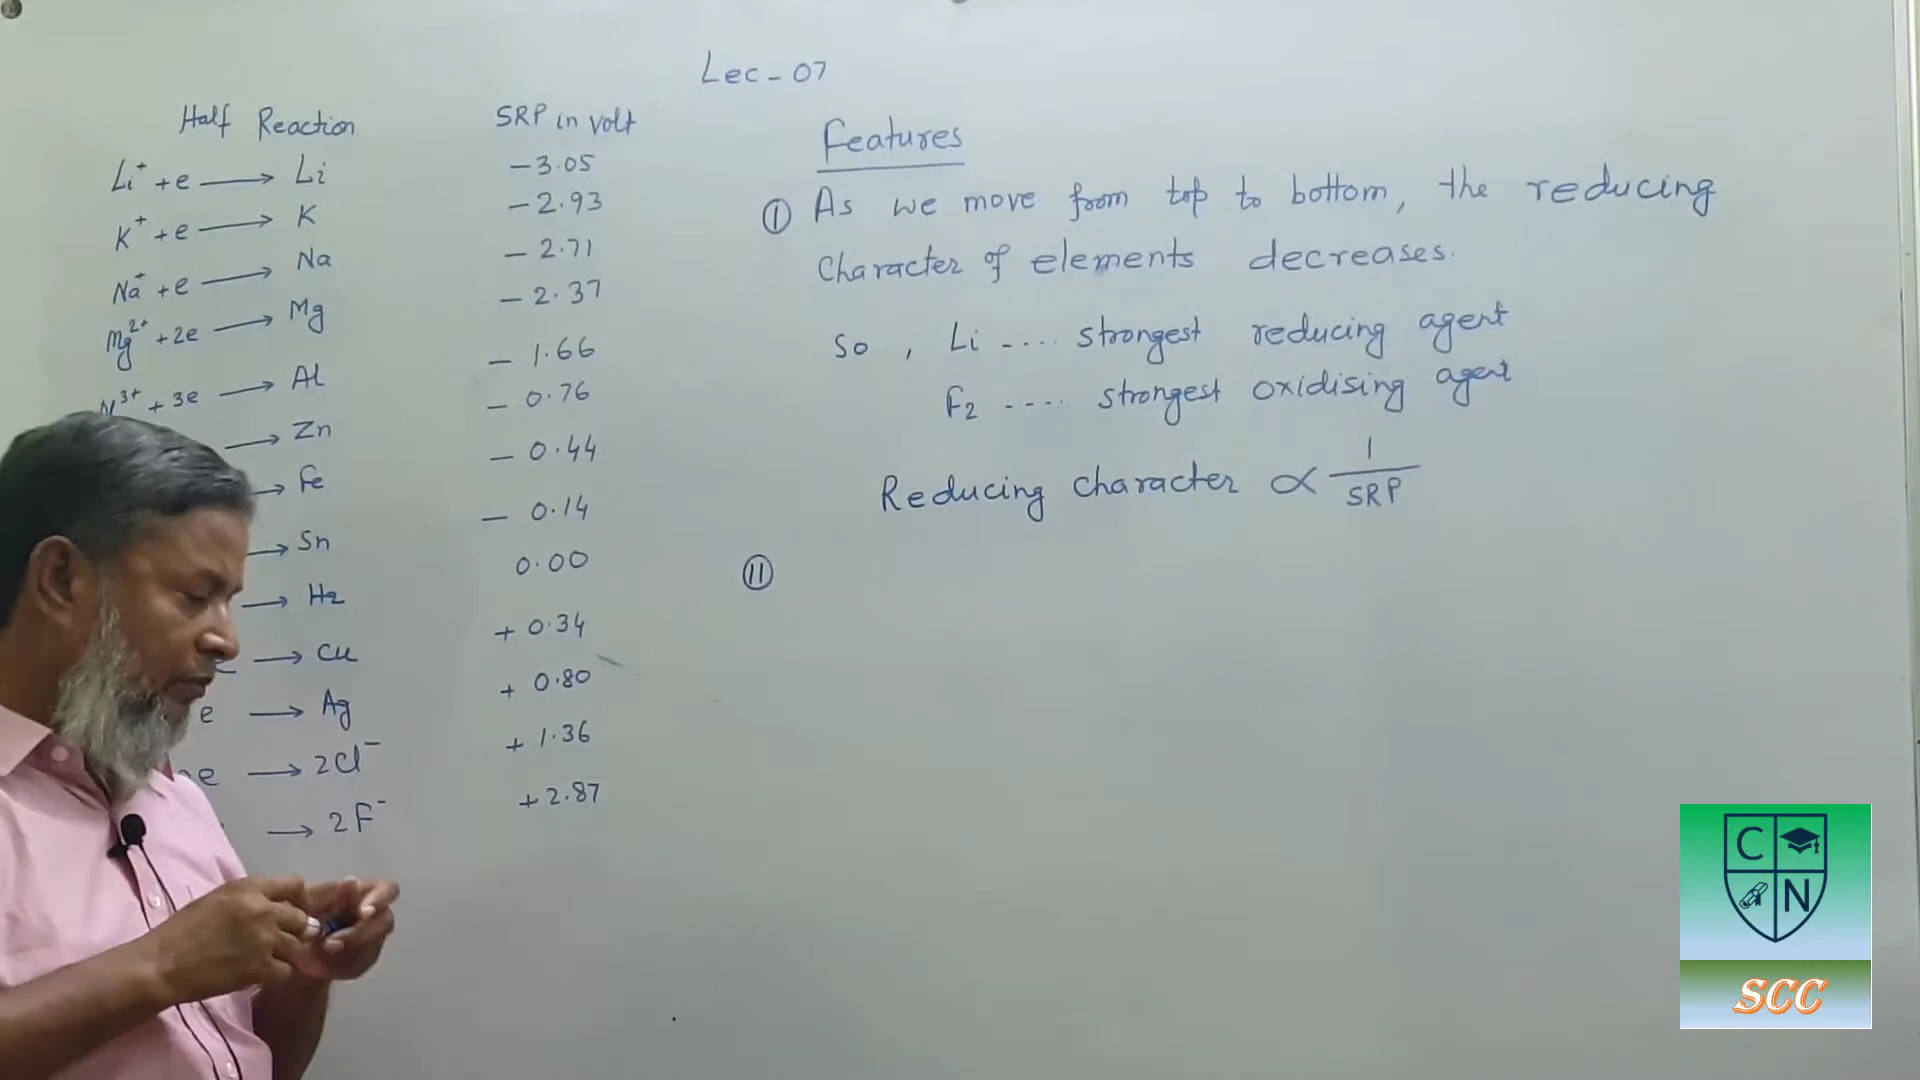 Lec - 07
Half Reaction SRP in volt
Li⁺ + e ⟶ Li - 3.05
K⁺ + e ⟶ K - 2.93
Na⁺ + e ⟶ Na - 2.71
Mg²⁺ + 2e ⟶ Mg - 2.37
³⁺ + 3e ⟶ Al - 1.66
⟶ Zn - 0.76
⟶ Fe - 0.44
⟶ Sn - 0.14
⟶ H2 0.00
⟶ Cu + 0.34
e ⟶ Ag + 0.80
e ⟶ 2Cl⁻ + 1.36
⟶ 2F⁻ + 2.87
Features
(I) As we move from top to bottom, the reducing
Character of elements decreases.
So, Li ---- strongest reducing agent
F2 ---- strongest oxidising agent
Reducing character ∝ 1/SRP
(II)
C
N
SCC